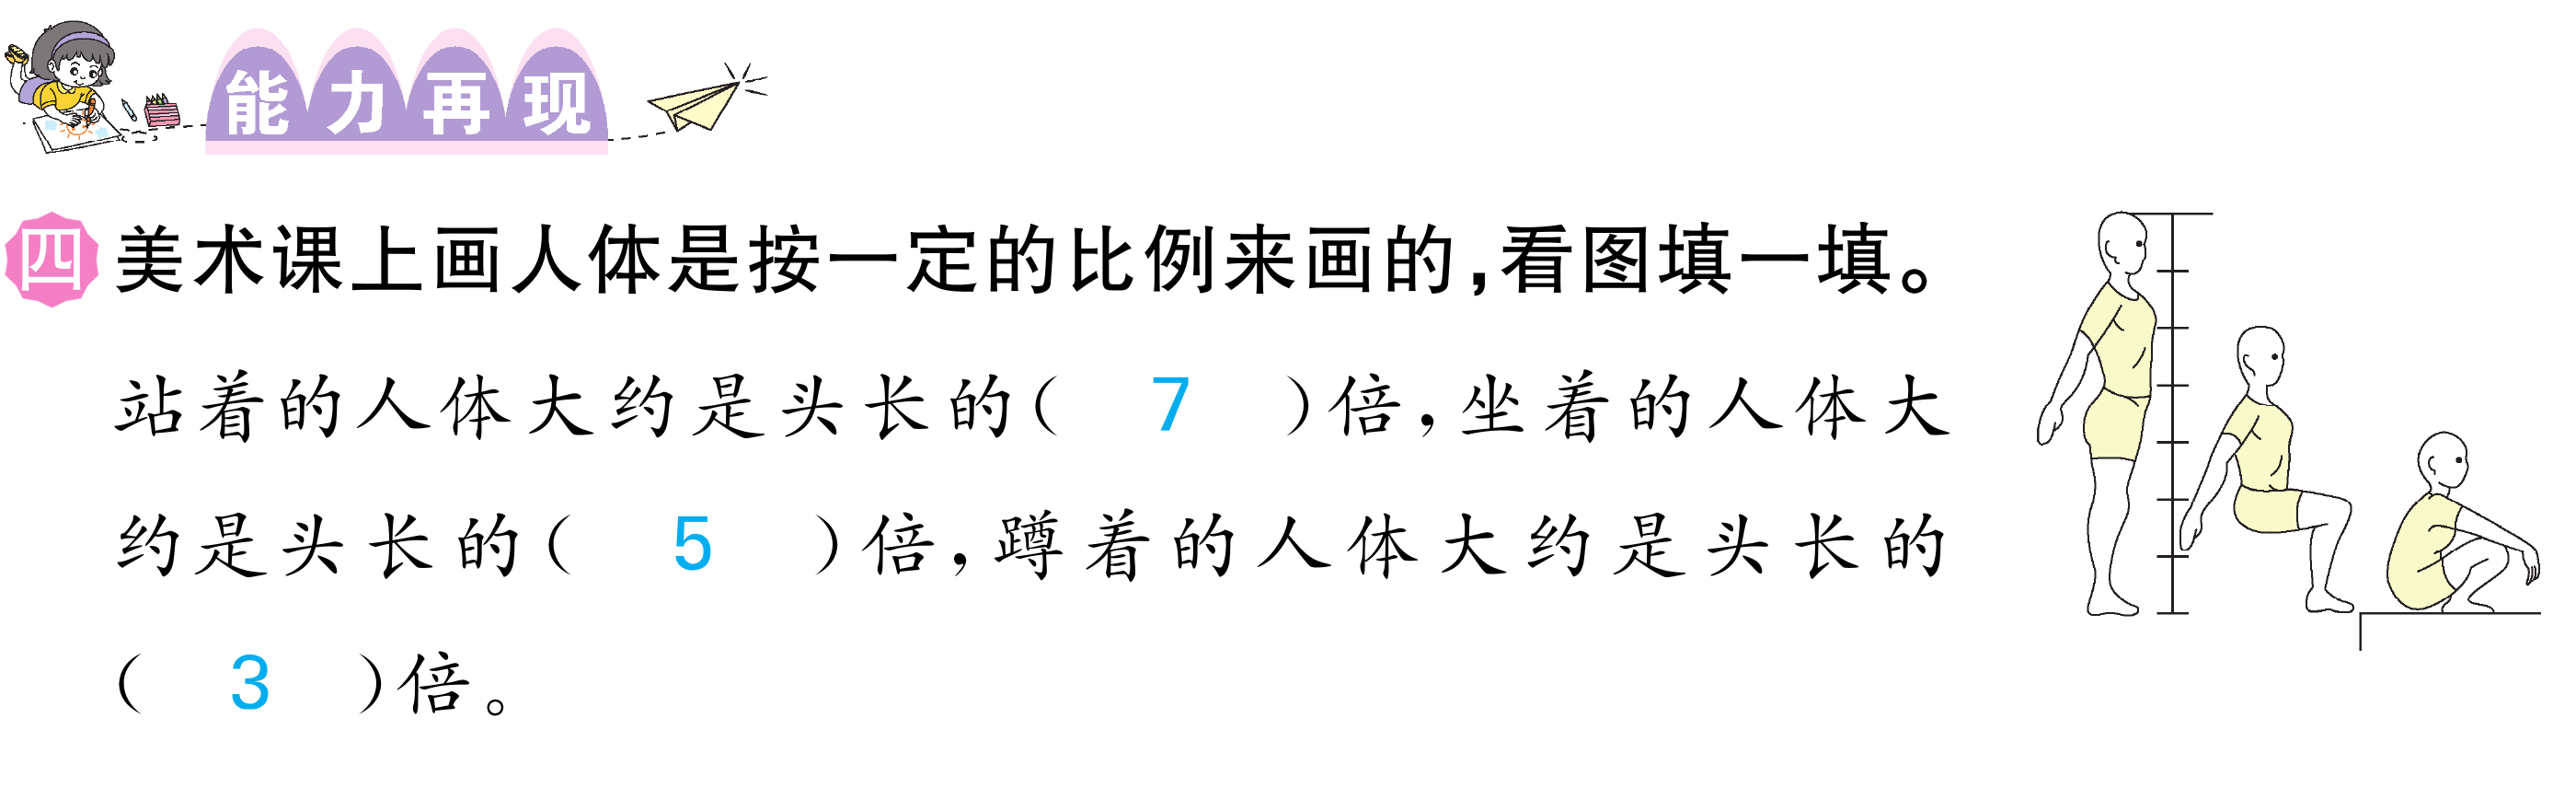 能力再现
四 美术课上画人体是按一定的比例来画的,看图填一填。
站着的人体大约是头长的( 7 )倍,坐着的人体大
约是头长的( 5 )倍,蹲着的人体大约是头长的
( 3 )倍。